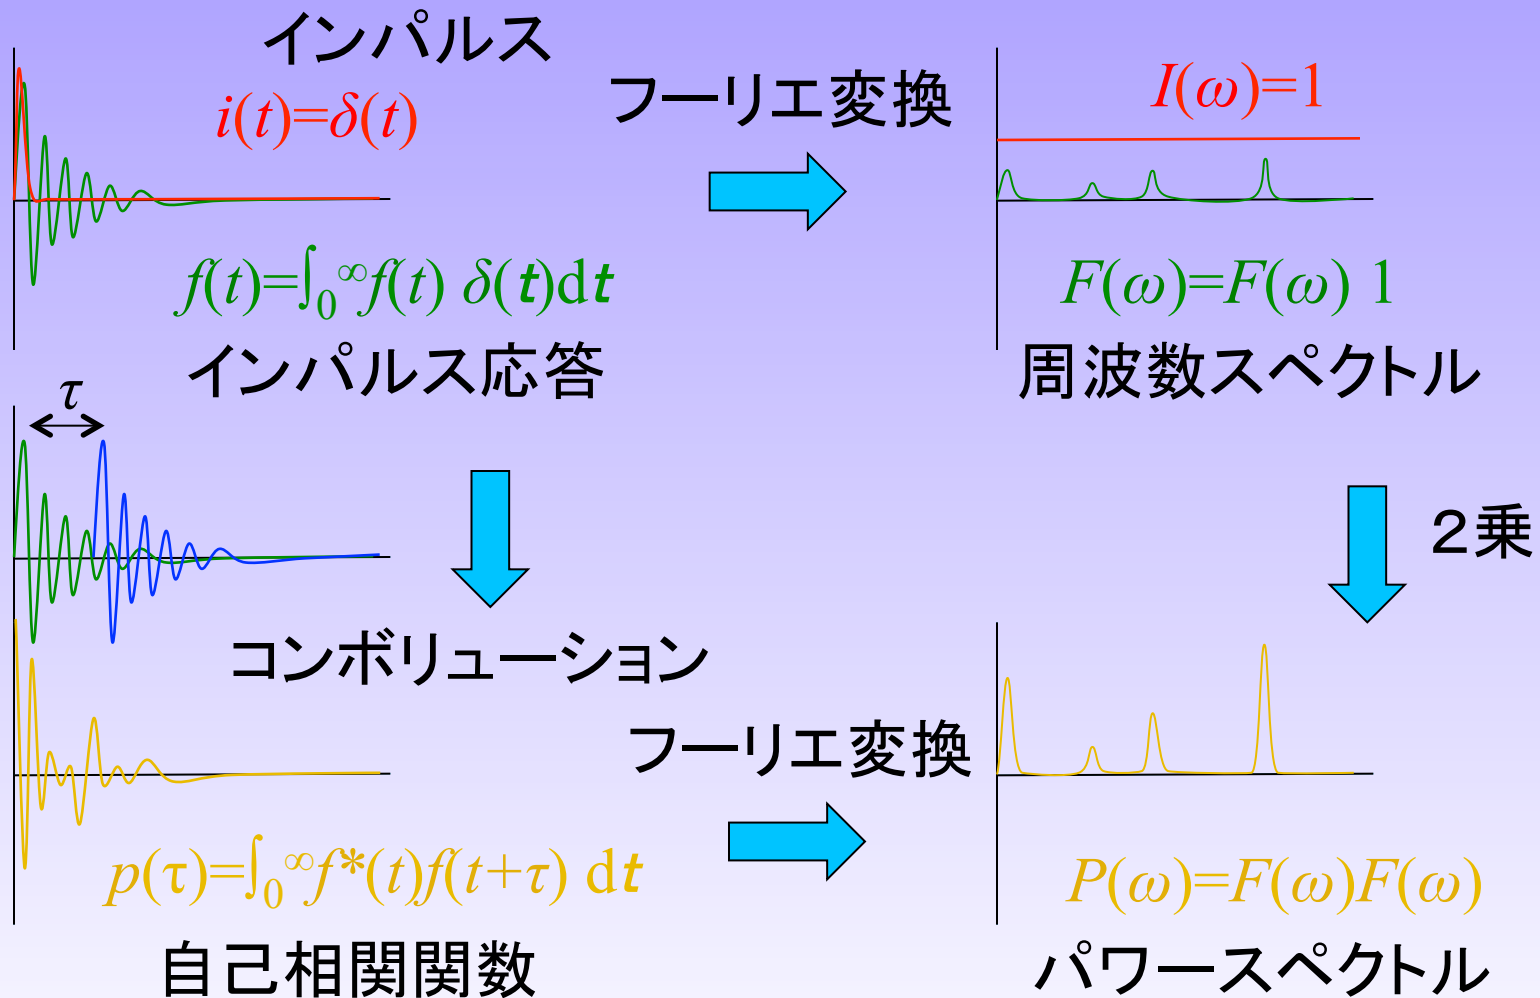 インパルス
i(t)=δ(t)
フーリエ変換
I(ω)=1
f(t)=∫₀^∞f(t) δ(t)dt
F(ω)=F(ω) 1
インパルス応答
周波数スペクトル
τ
2乗
コンボリューション
フーリエ変換
p(τ)=∫₀^∞f*(t)f(t+τ) dt
P(ω)=F(ω)F(ω)
自己相関関数
パワースペクトル